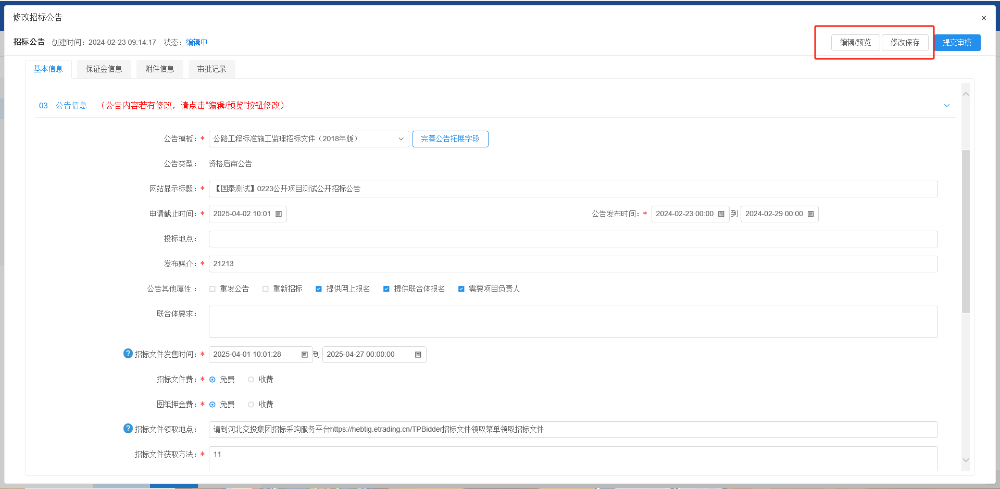 修改招标公告
×
招标公告 创建时间：2024-02-23 09:14:17 状态：编辑中 编辑/预览 修改保存 提交审核
基本信息 保证金信息 附件信息 审批记录
03 公告信息 （公告内容若有修改，请点击“编辑/预览”按钮修改）
公告模板：* 公路工程标准施工监理招标文件（2018年版） 完善公告拓展字段
公告类型： 资格后审公告
网站显示标题：* 【国泰测试】0223公开项目测试公开招标公告
申请截止时间：* 2025-04-02 10:01 公告发布时间：* 2024-02-23 00:00 到 2024-02-29 00:00
投标地点：
发布媒介：* 21213
公告其他属性： 重发公告 重新招标 提供网上报名 提供联合体报名 需要项目负责人
联合体要求：
? 招标文件发售时间：* 2025-04-01 10:01:28 到 2025-04-27 00:00:00
招标文件费：* 免费 收费
图纸押金费：* 免费 收费
? 招标文件领取地点： 请到河北交投集团招标采购服务平台https://hebtig.etrading.cn/TPBidder招标文件领取菜单领取招标文件
招标文件获取方法：* 11